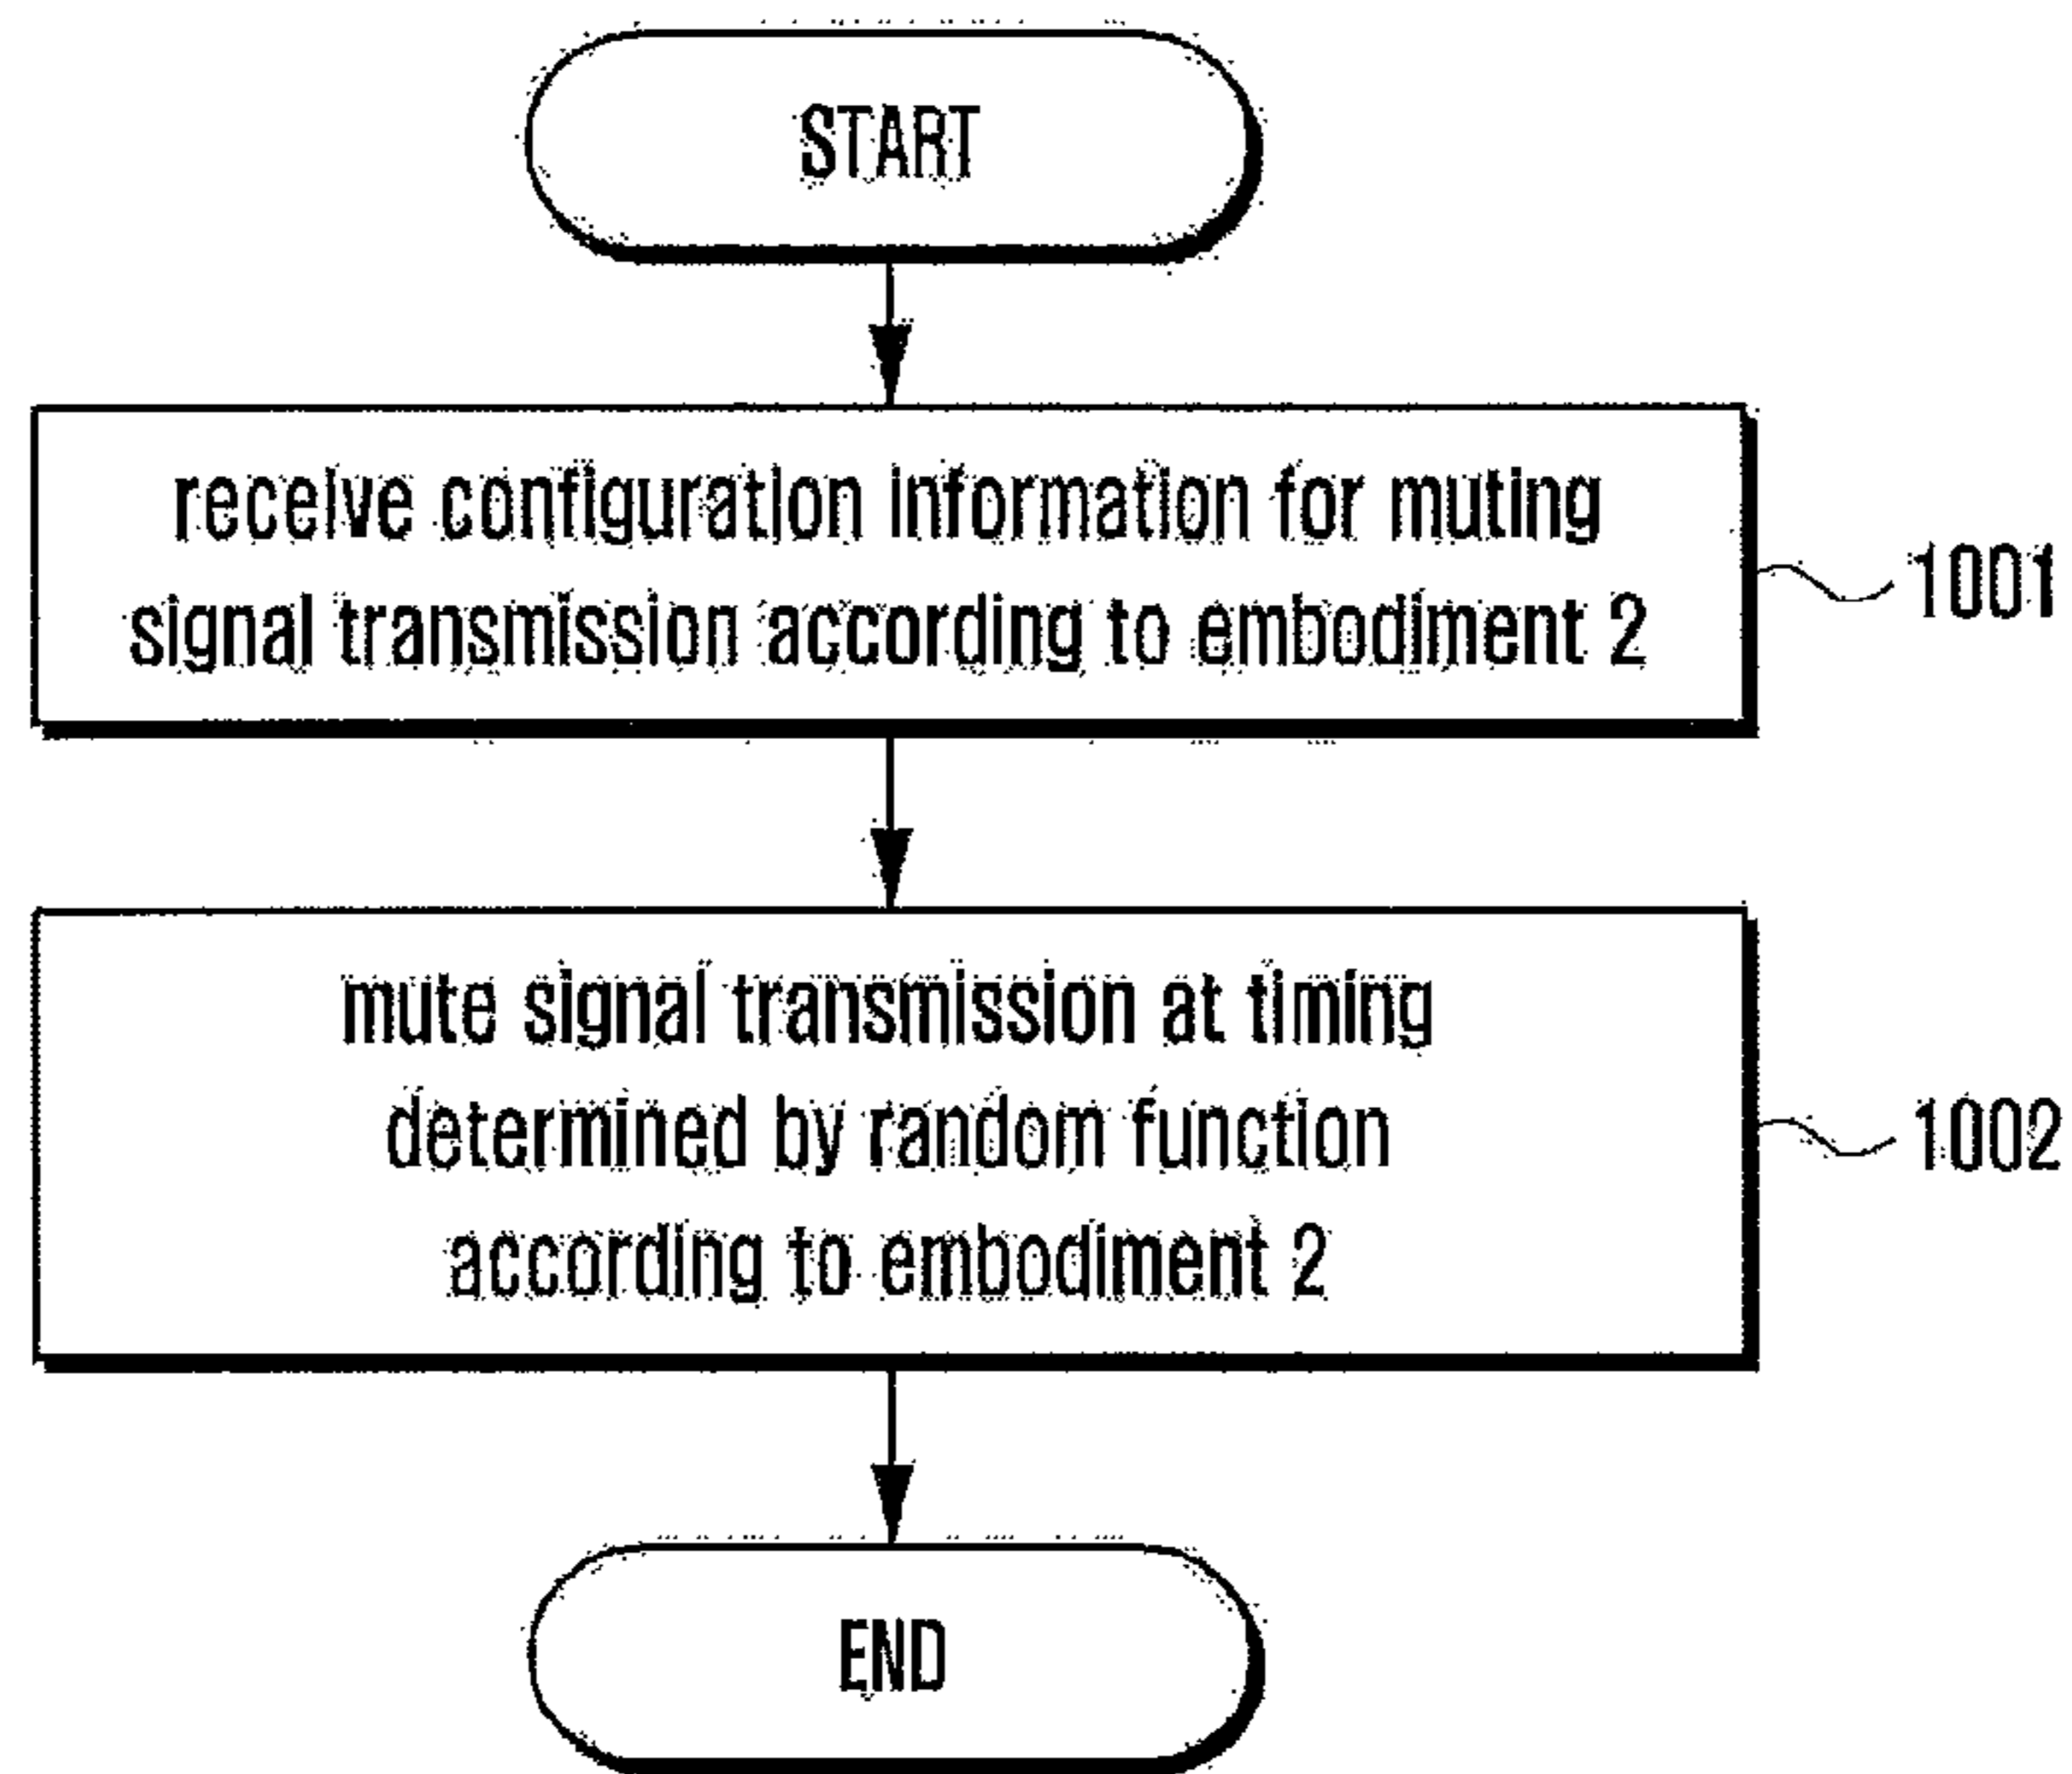 START
receive configuration information for muting
signal transmission according to embodiment 2
1001
mute signal transmission at timing
determined by random function
according to embodiment 2
1002
END